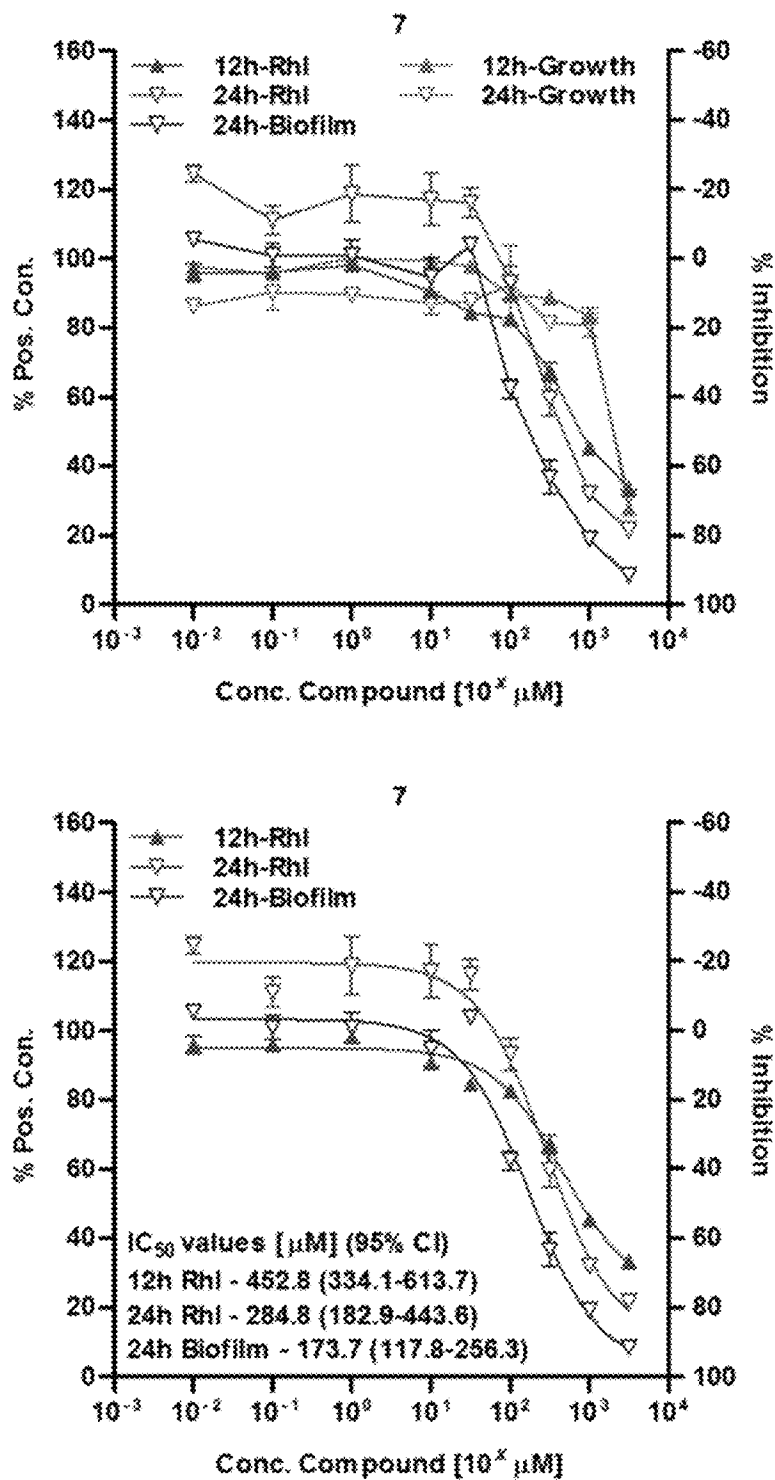 7
12h-Rhl
12h-Growth
24h-Rhl
24h-Growth
24h-Biofilm
160
140
120
100
80
60
40
20
0
% Pos. Con.
-60
-40
-20
0
20
40
60
80
100
% Inhibition
10⁻³ 10⁻² 10⁻¹ 10⁰ 10¹ 10² 10³ 10⁴
Conc. Compound [10ˣ µM]
7
12h-Rhl
24h-Rhl
24h-Biofilm
160
140
120
100
80
60
40
20
0
% Pos. Con.
-60
-40
-20
0
20
40
60
80
100
% Inhibition
IC₅₀ values [µM] (95% CI)
12h Rhl - 452.8 (334.1-613.7)
24h Rhl - 284.8 (182.9-443.6)
24h Biofilm - 173.7 (117.8-256.3)
10⁻³ 10⁻² 10⁻¹ 10⁰ 10¹ 10² 10³ 10⁴
Conc. Compound [10ˣ µM]